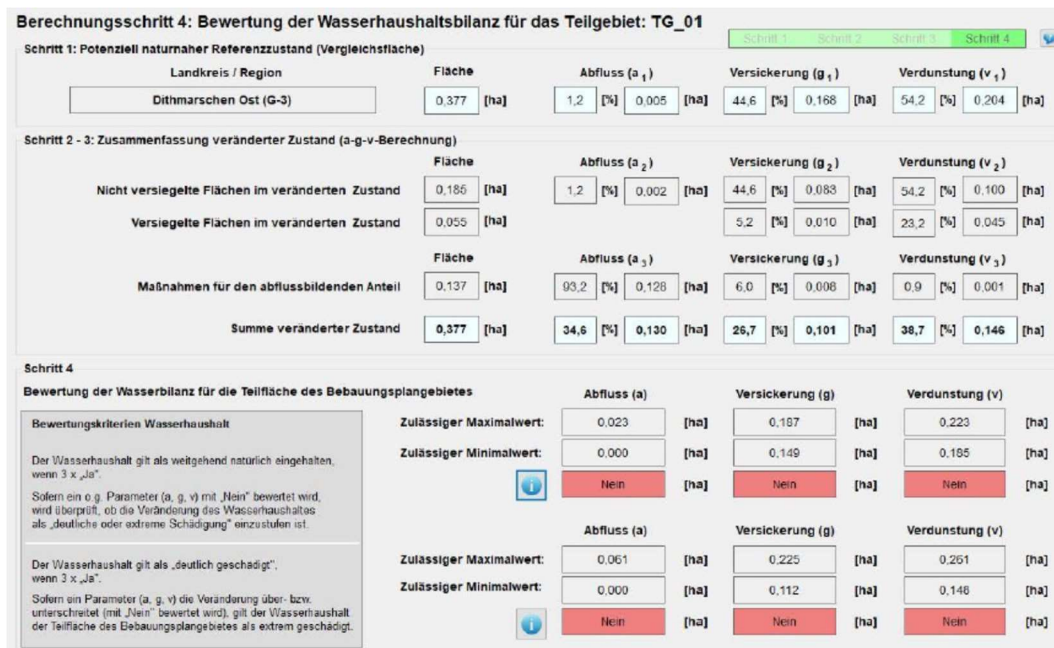 Berechnungsschritt 4: Bewertung der Wasserhaushaltsbilanz für das Teilgebiet: TG_01
Schritt 1 Schritt 2 Schritt 3 Schritt 4
Schritt 1: Potenziell naturnaher Referenzzustand (Vergleichsfläche)
Landkreis / Region Fläche Abfluss (a 1) Versickerung (g 1) Verdunstung (v 1)
Dithmarschen Ost (G-3) 0,377 [ha] 1,2 [%] 0,005 [ha] 44,6 [%] 0,168 [ha] 54,2 [%] 0,204 [ha]
Schritt 2 - 3: Zusammenfassung veränderter Zustand (a-g-v-Berechnung)
Fläche Abfluss (a 2) Versickerung (g 2) Verdunstung (v 2)
Nicht versiegelte Flächen im veränderten Zustand 0,185 [ha] 1,2 [%] 0,002 [ha] 44,6 [%] 0,083 [ha] 54,2 [%] 0,100 [ha]
Versiegelte Flächen im veränderten Zustand 0,055 [ha] 5,2 [%] 0,010 [ha] 23,2 [%] 0,045 [ha]
Fläche Abfluss (a 3) Versickerung (g 3) Verdunstung (v 3)
Maßnahmen für den abflussbildenden Anteil 0,137 [ha] 93,2 [%] 0,128 [ha] 6,0 [%] 0,008 [ha] 0,9 [%] 0,001 [ha]
Summe veränderter Zustand 0,377 [ha] 34,6 [%] 0,130 [ha] 26,7 [%] 0,101 [ha] 38,7 [%] 0,146 [ha]
Schritt 4
Bewertung der Wasserbilanz für die Teilfläche des Bebauungsplangebietes
Abfluss (a) Versickerung (g) Verdunstung (v)
Bewertungskriterien Wasserhaushalt
Zulässiger Maximalwert: 0,023 [ha] 0,187 [ha] 0,223 [ha]
Zulässiger Minimalwert: 0,000 [ha] 0,149 [ha] 0,185 [ha]
Nein [ha] Nein [ha] Nein [ha]
Der Wasserhaushalt gilt als weitgehend natürlich eingehalten,
wenn 3 x „Ja“.
Sofern ein o.g. Parameter (a, g, v) mit „Nein“ bewertet wird,
wird überprüft, ob die Veränderung des Wasserhaushaltes
als „deutliche oder extreme Schädigung“ einzustufen ist.
Abfluss (a) Versickerung (g) Verdunstung (v)
Zulässiger Maximalwert: 0,061 [ha] 0,225 [ha] 0,261 [ha]
Zulässiger Minimalwert: 0,000 [ha] 0,112 [ha] 0,148 [ha]
Nein [ha] Nein [ha] Nein [ha]
Der Wasserhaushalt gilt als „deutlich geschädigt“,
wenn 3 x „Ja“.
Sofern ein Parameter (a, g, v) die Veränderung über- bzw.
unterschreitet (mit „Nein“ bewertet wird), gilt der Wasserhaushalt
der Teilfläche des Bebauungsplangebietes als extrem geschädigt.